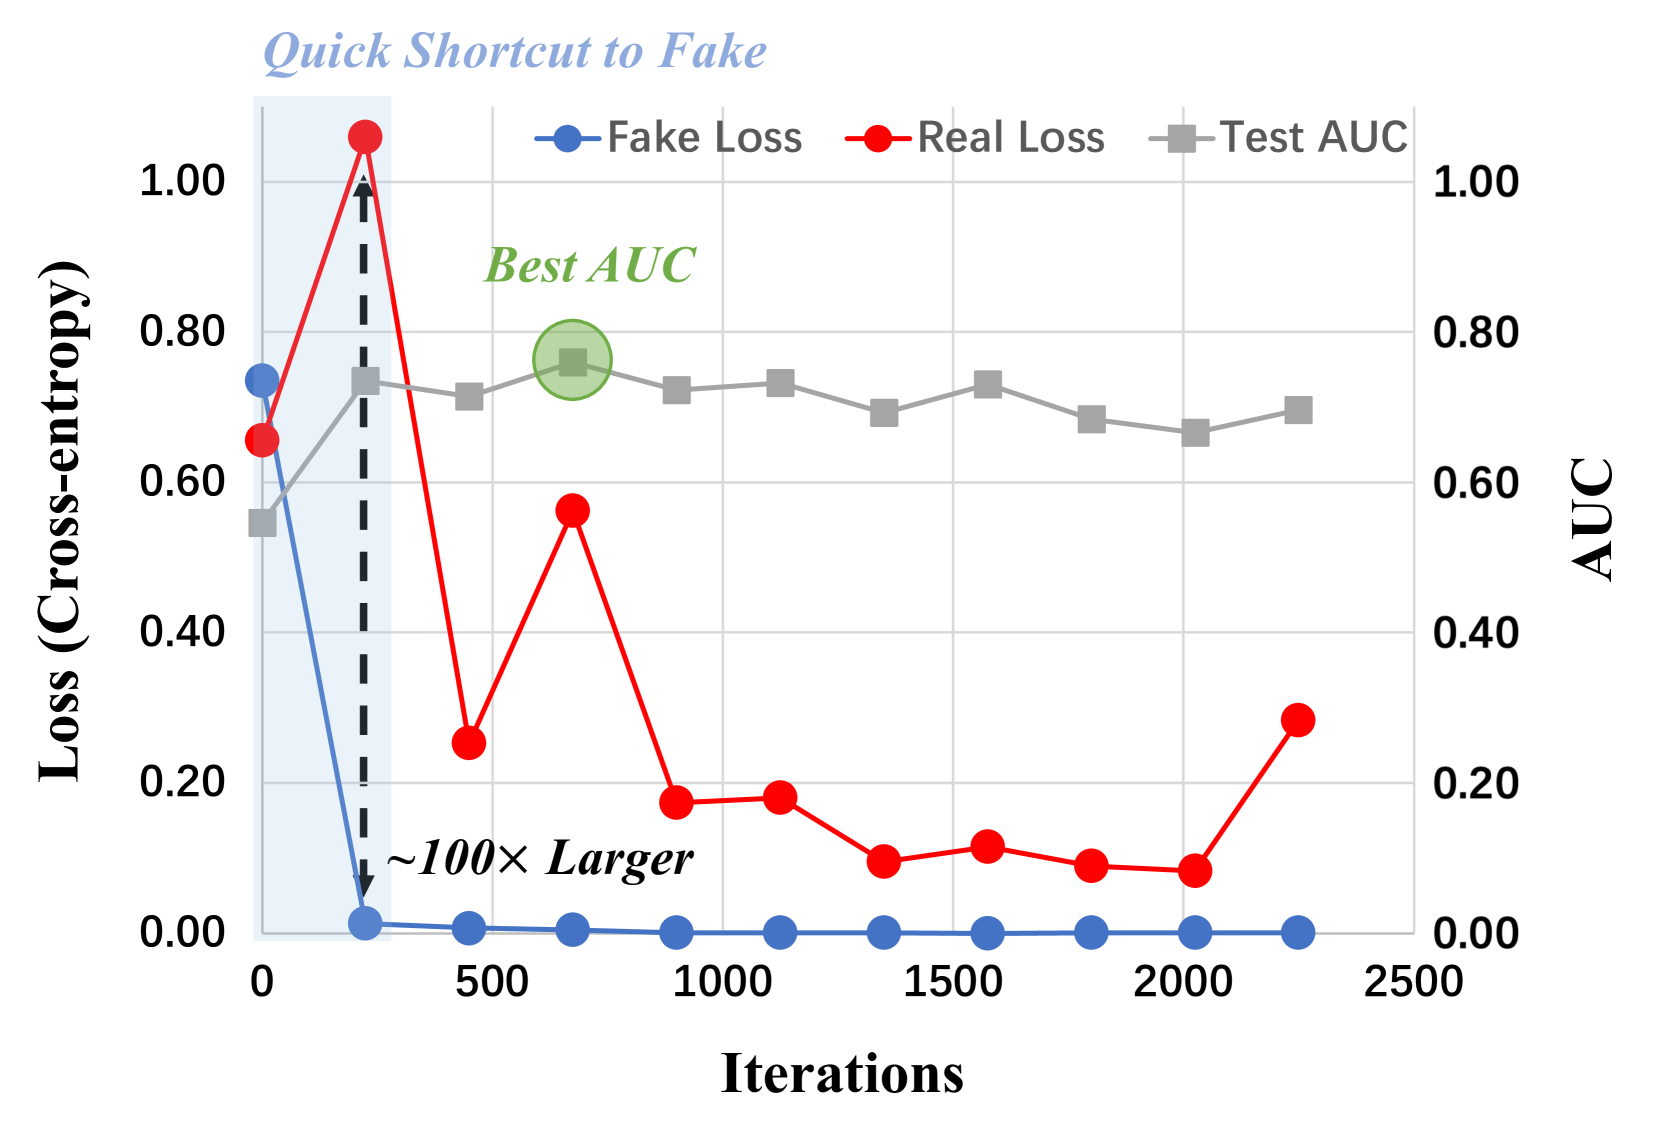 Quick Shortcut to Fake
Fake Loss Real Loss Test AUC
1.00 1.00
Best AUC
0.80 0.80
0.60 0.60
0.40 0.40
0.20 0.20
~100× Larger
0.00 0.00
0 500 1000 1500 2000 2500
Iterations
Loss (Cross-entropy)
AUC